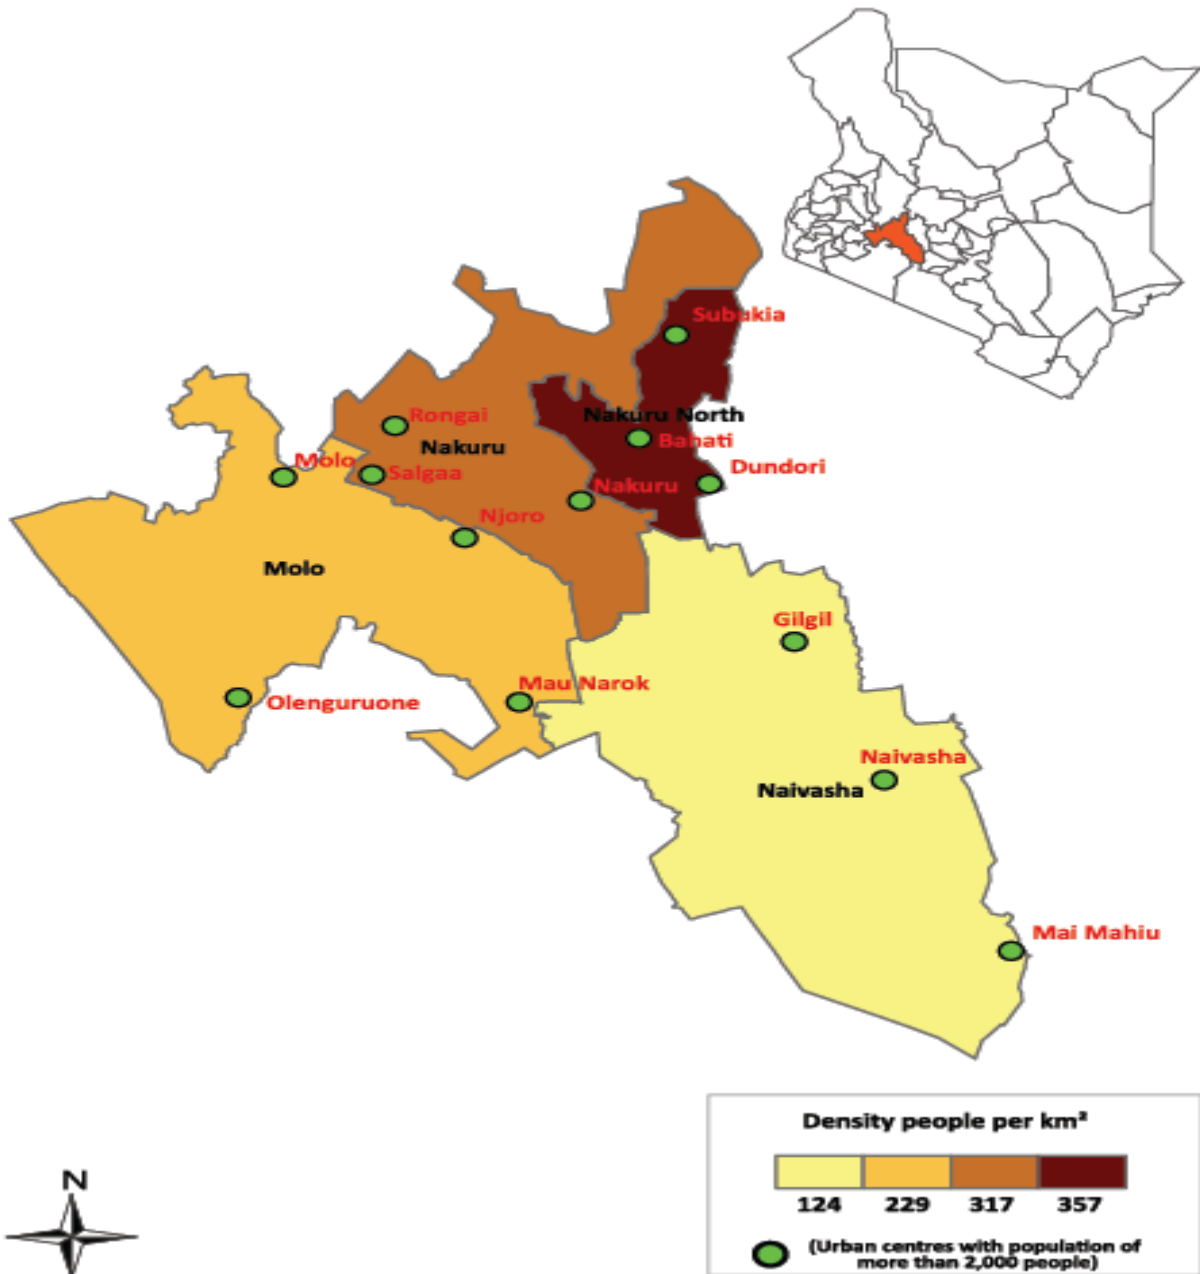 Subukia
Nakuru North
Rongai
Bahati
Nakuru
Molo
Dundori
Salgaa
Nakuru
Njoro
Molo
Gilgil
Mau Narok
Olenguruone
Naivasha
Naivasha
Mai Mahiu
Density people per km²
124 229 317 357
(Urban centres with population of
more than 2,000 people)
N